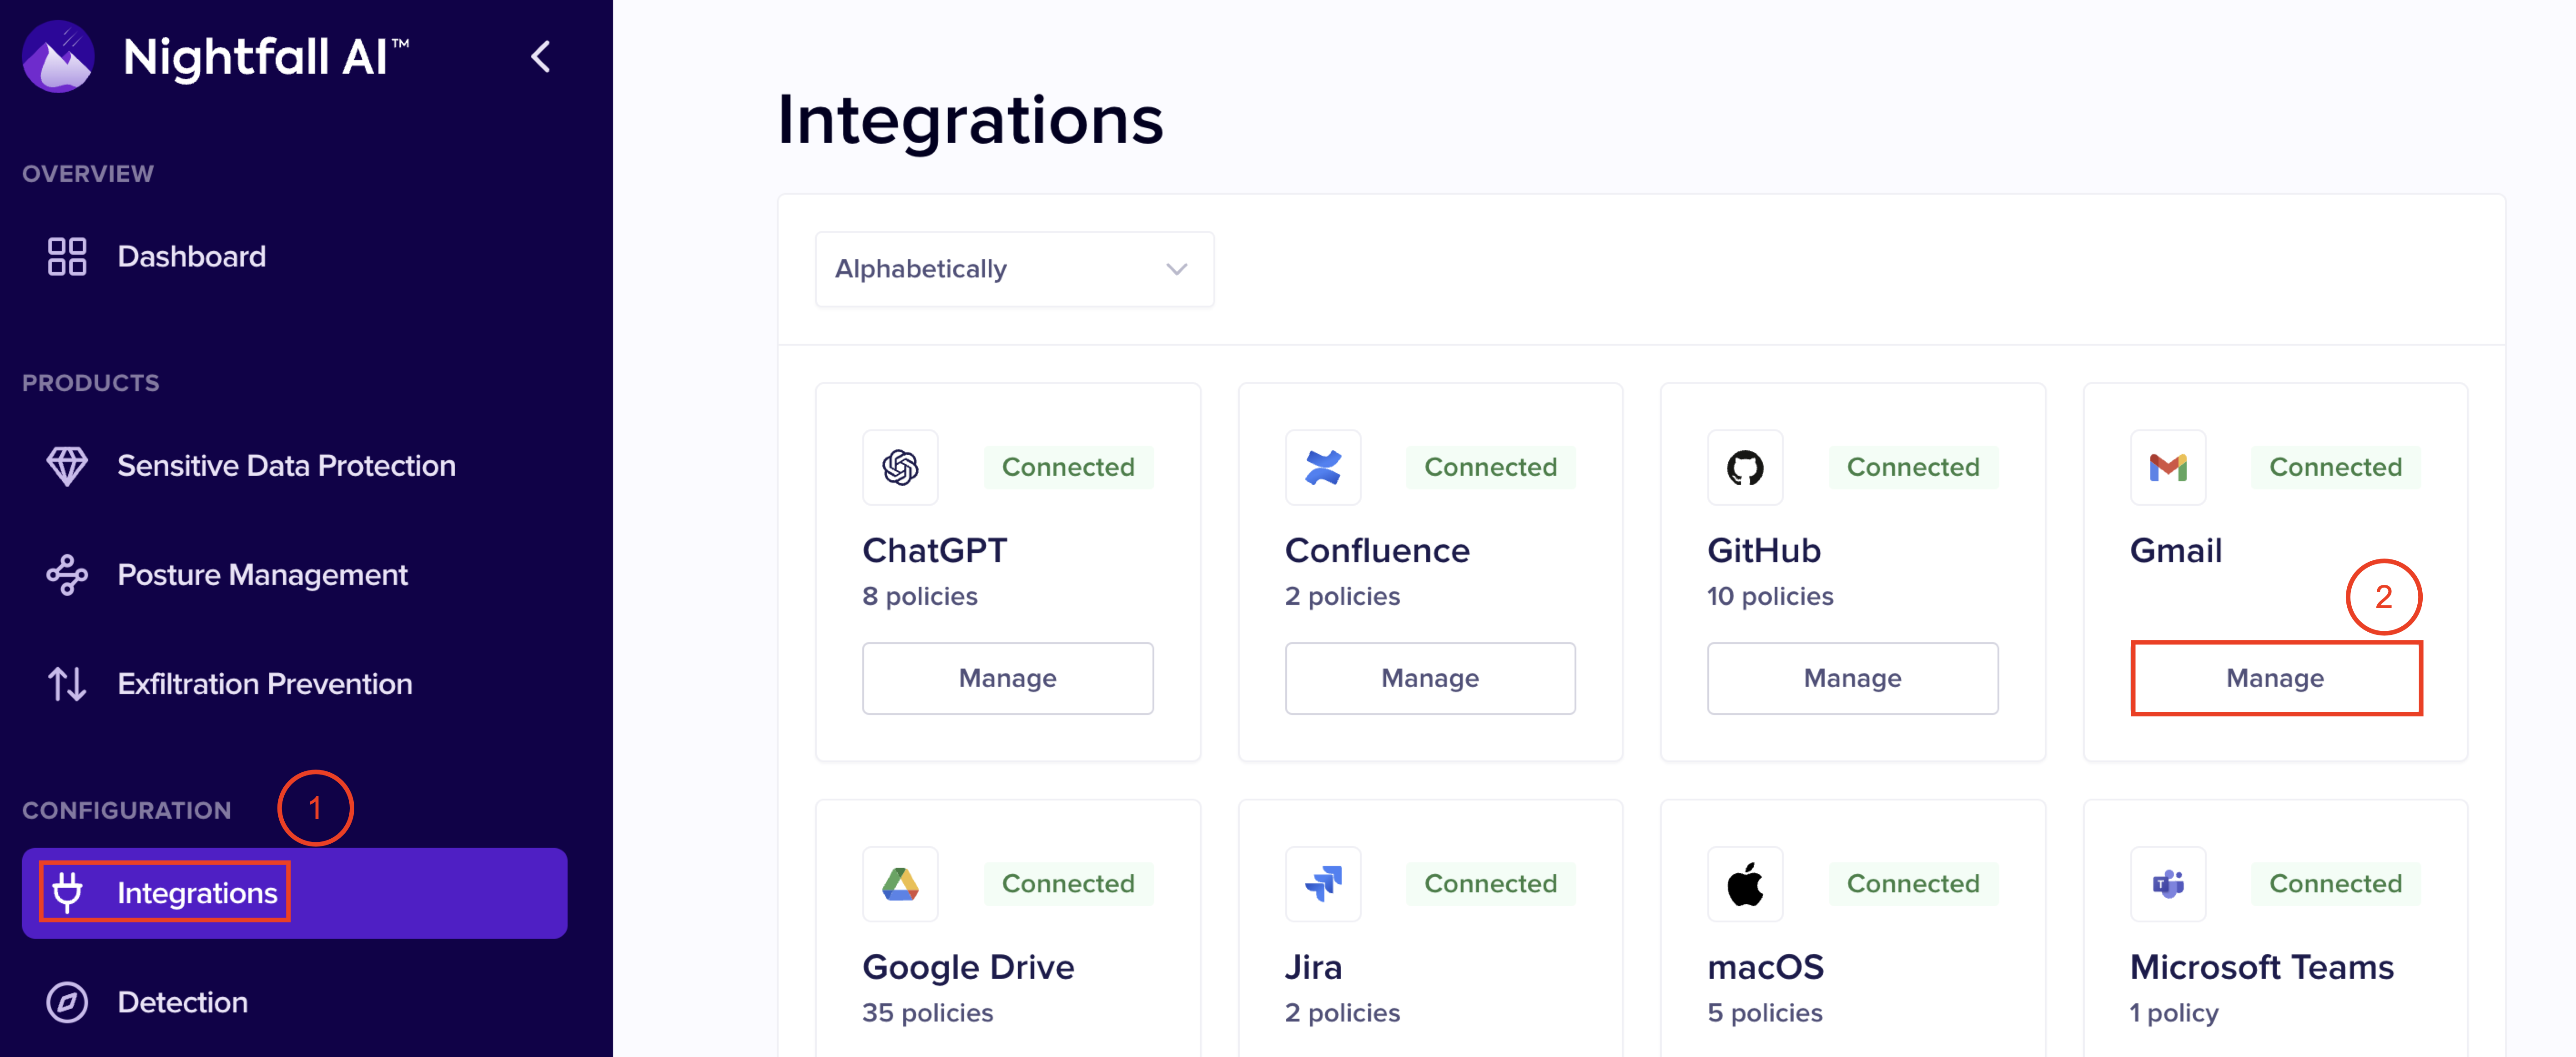 Nightfall AI™
OVERVIEW
Dashboard
PRODUCTS
Sensitive Data Protection
Posture Management
Exfiltration Prevention
CONFIGURATION
1
Integrations
Detection
Integrations
Alphabetically
Connected
ChatGPT
8 policies
Manage
Connected
Confluence
2 policies
Manage
Connected
GitHub
10 policies
Manage
Connected
Gmail
2
Manage
Connected
Google Drive
35 policies
Connected
Jira
2 policies
Connected
macOS
5 policies
T
Connected
Microsoft Teams
1 policy